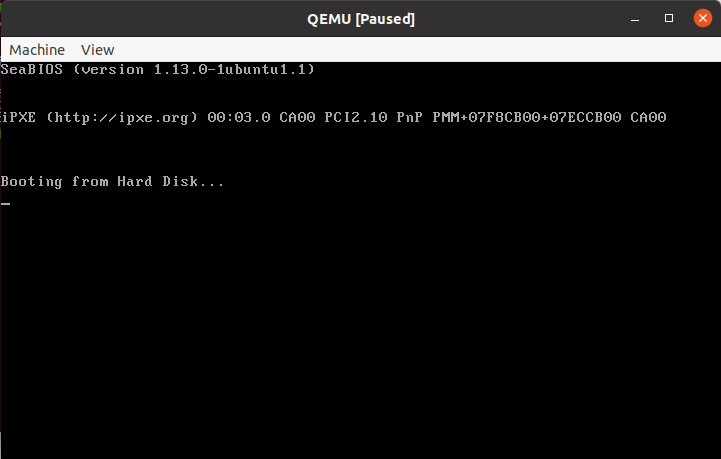 QEMU [Paused]
Machine View
SeaBIOS (version 1.13.0-1ubuntu1.1)
iPXE (http://ipxe.org) 00:03.0 CA00 PCI2.10 PnP PMM+07F8CB00+07ECCB00 CA00
Booting from Hard Disk...